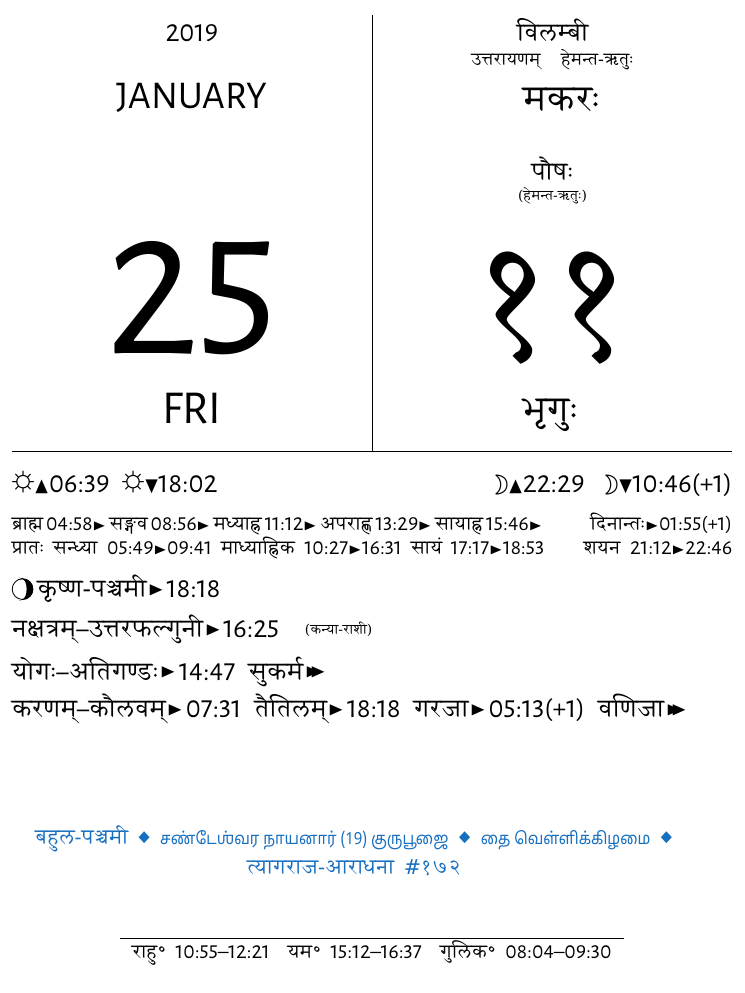 2019
JANUARY
25
FRI
विलम्बी
उत्तरायणम् हेमन्त-ऋतुः
मकरः
पौषः
(हेमन्त-ऋतुः)
११
भृगुः
☼▲06:39 ☼▼18:02 ☽▲22:29 ☽▼10:46(+1)
ब्राह्म 04:58► सङ्गव 08:56► मध्याह्न 11:12► अपराह्ण 13:29► सायाह्न 15:46► दिनान्तः►01:55(+1)
प्रातः सन्ध्या 05:49►09:41 माध्याह्निक 10:27►16:31 सायं 17:17►18:53 शयन 21:12►22:46
कृष्ण-पञ्चमी►18:18
नक्षत्रम्–उत्तरफल्गुनी►16:25 (कन्या-राशी)
योगः–अतिगण्डः►14:47 सुकर्म►►
करणम्–कौलवम्►07:31 तैतिलम्►18:18 गरजा►05:13(+1) वणिजा►►
बहुल-पञ्चमी ◆ சண்டேஶ்வர நாயனார் (19) குருபூஜை ◆ தை வெள்ளிக்கிழமை ◆
त्यागराज-आराधना #१७२
राहु° 10:55–12:21 यम° 15:12–16:37 गुलिक° 08:04–09:30